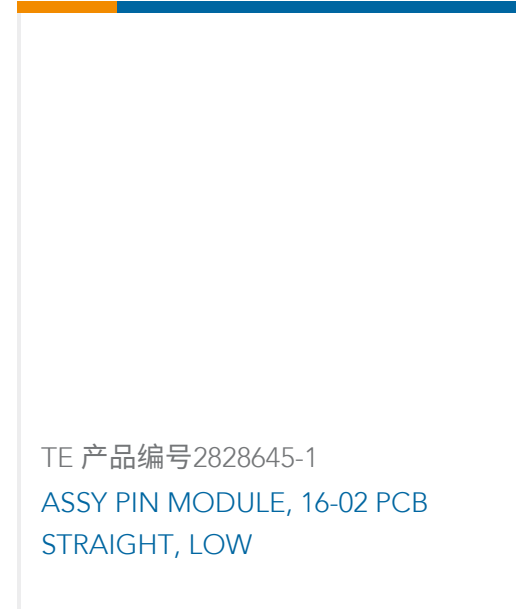 TE 产品编号2828645-1
ASSY PIN MODULE, 16-02 PCB
STRAIGHT, LOW